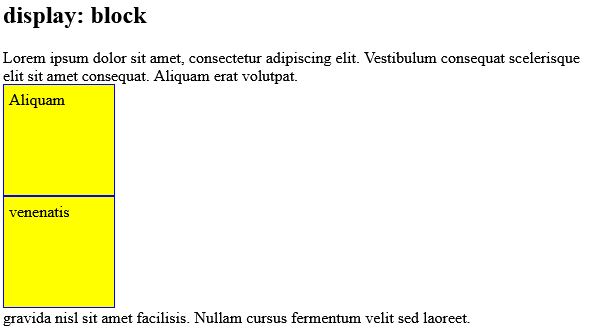 display: block
Lorem ipsum dolor sit amet, consectetur adipiscing elit. Vestibulum consequat scelerisque
elit sit amet consequat. Aliquam erat volutpat.
Aliquam
venenatis
gravida nisl sit amet facilisis. Nullam cursus fermentum velit sed laoreet.